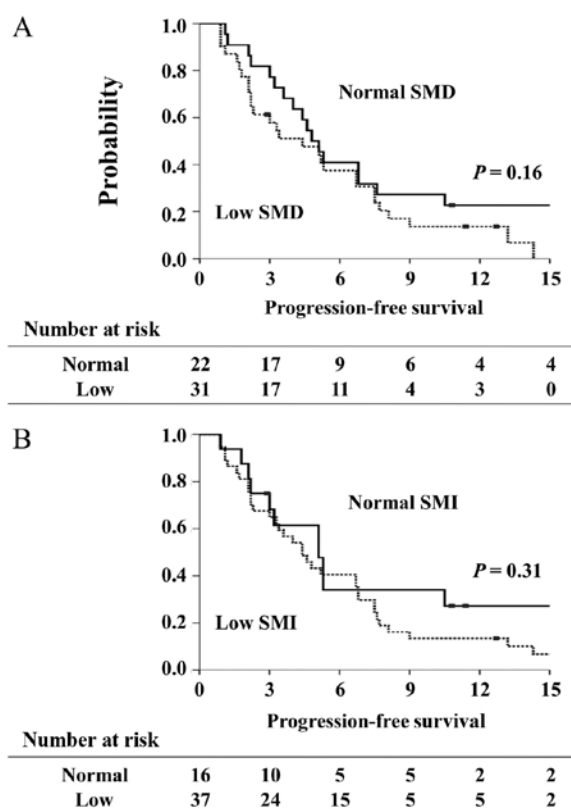 A
Probability
1.0
0.8
0.6
0.4
0.2
0.0
Normal SMD
P = 0.16
Low SMD
0 3 6 9 12 15
Progression-free survival
Number at risk
Normal 22 17 9 6 4 4
Low 31 17 11 4 3 0
B
1.0
0.8
0.6
0.4
0.2
0.0
Normal SMI
P = 0.31
Low SMI
0 3 6 9 12 15
Progression-free survival
Number at risk
Normal 16 10 5 5 2 2
Low 37 24 15 5 5 2